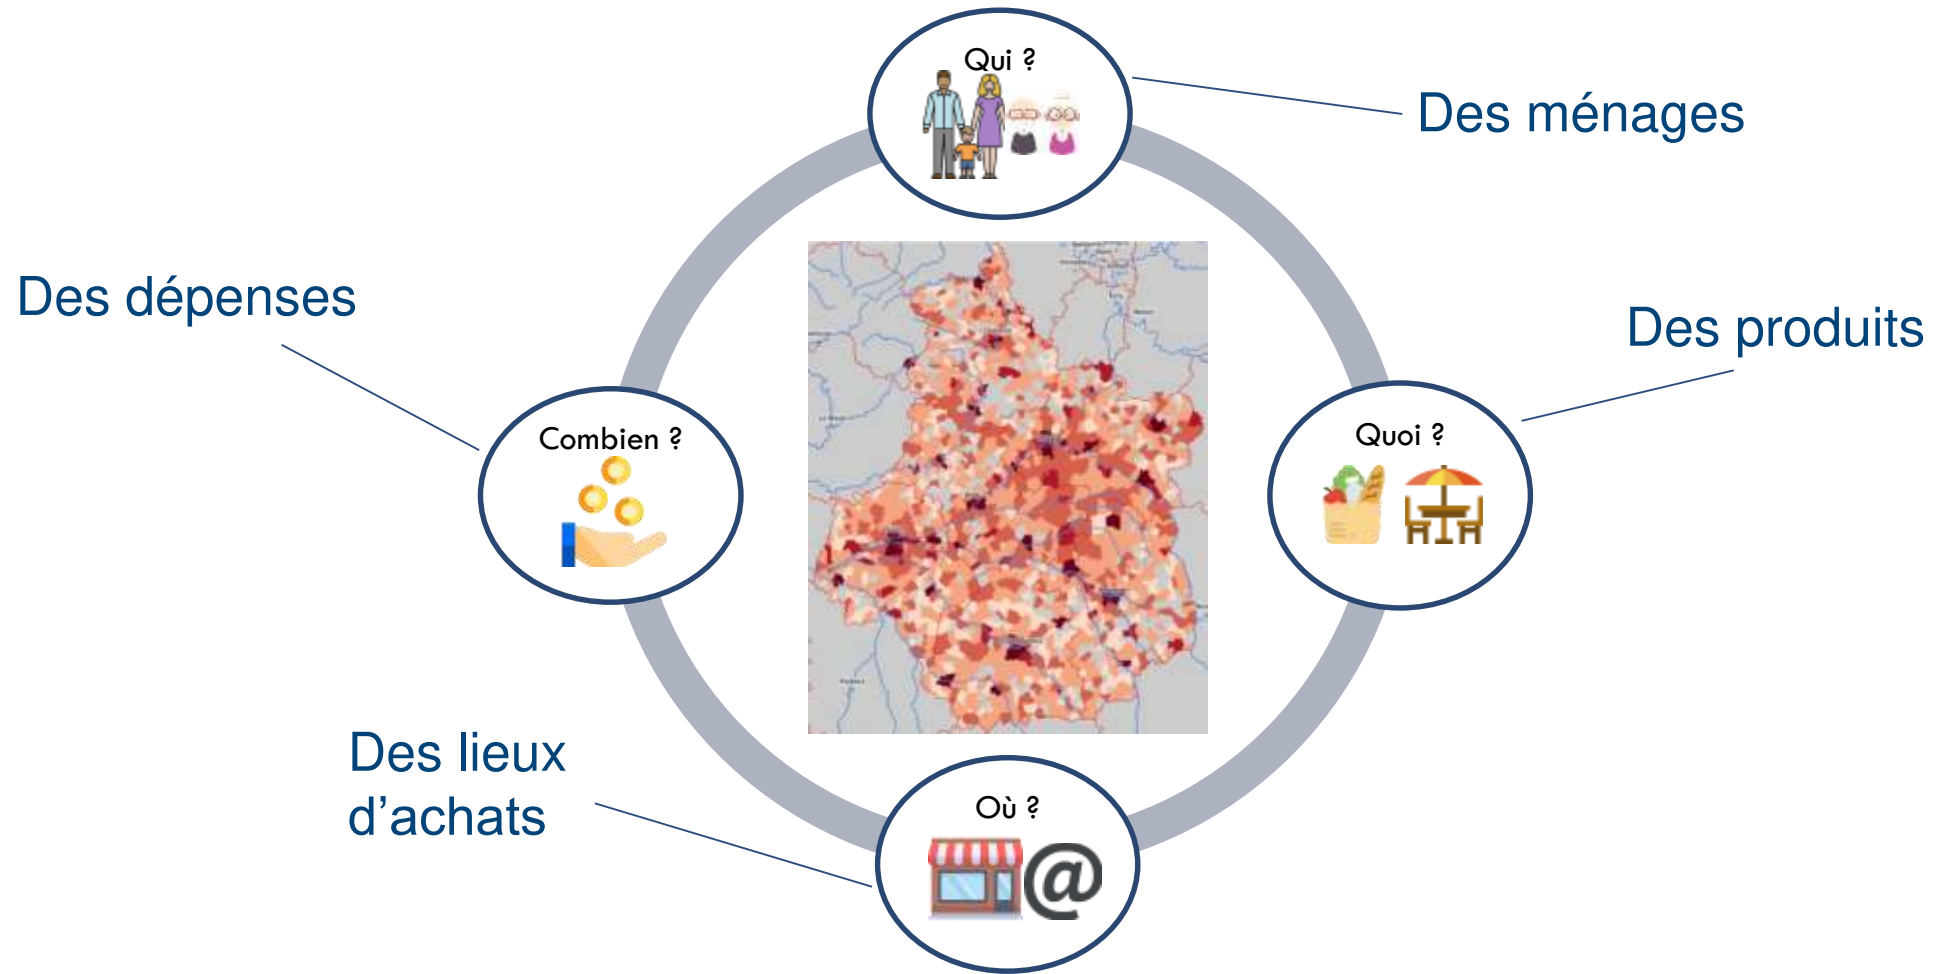 Qui ?
Des ménages
Des dépenses
Des produits
Combien ?
Quoi ?
Des lieux
d’achats
Où ?
@